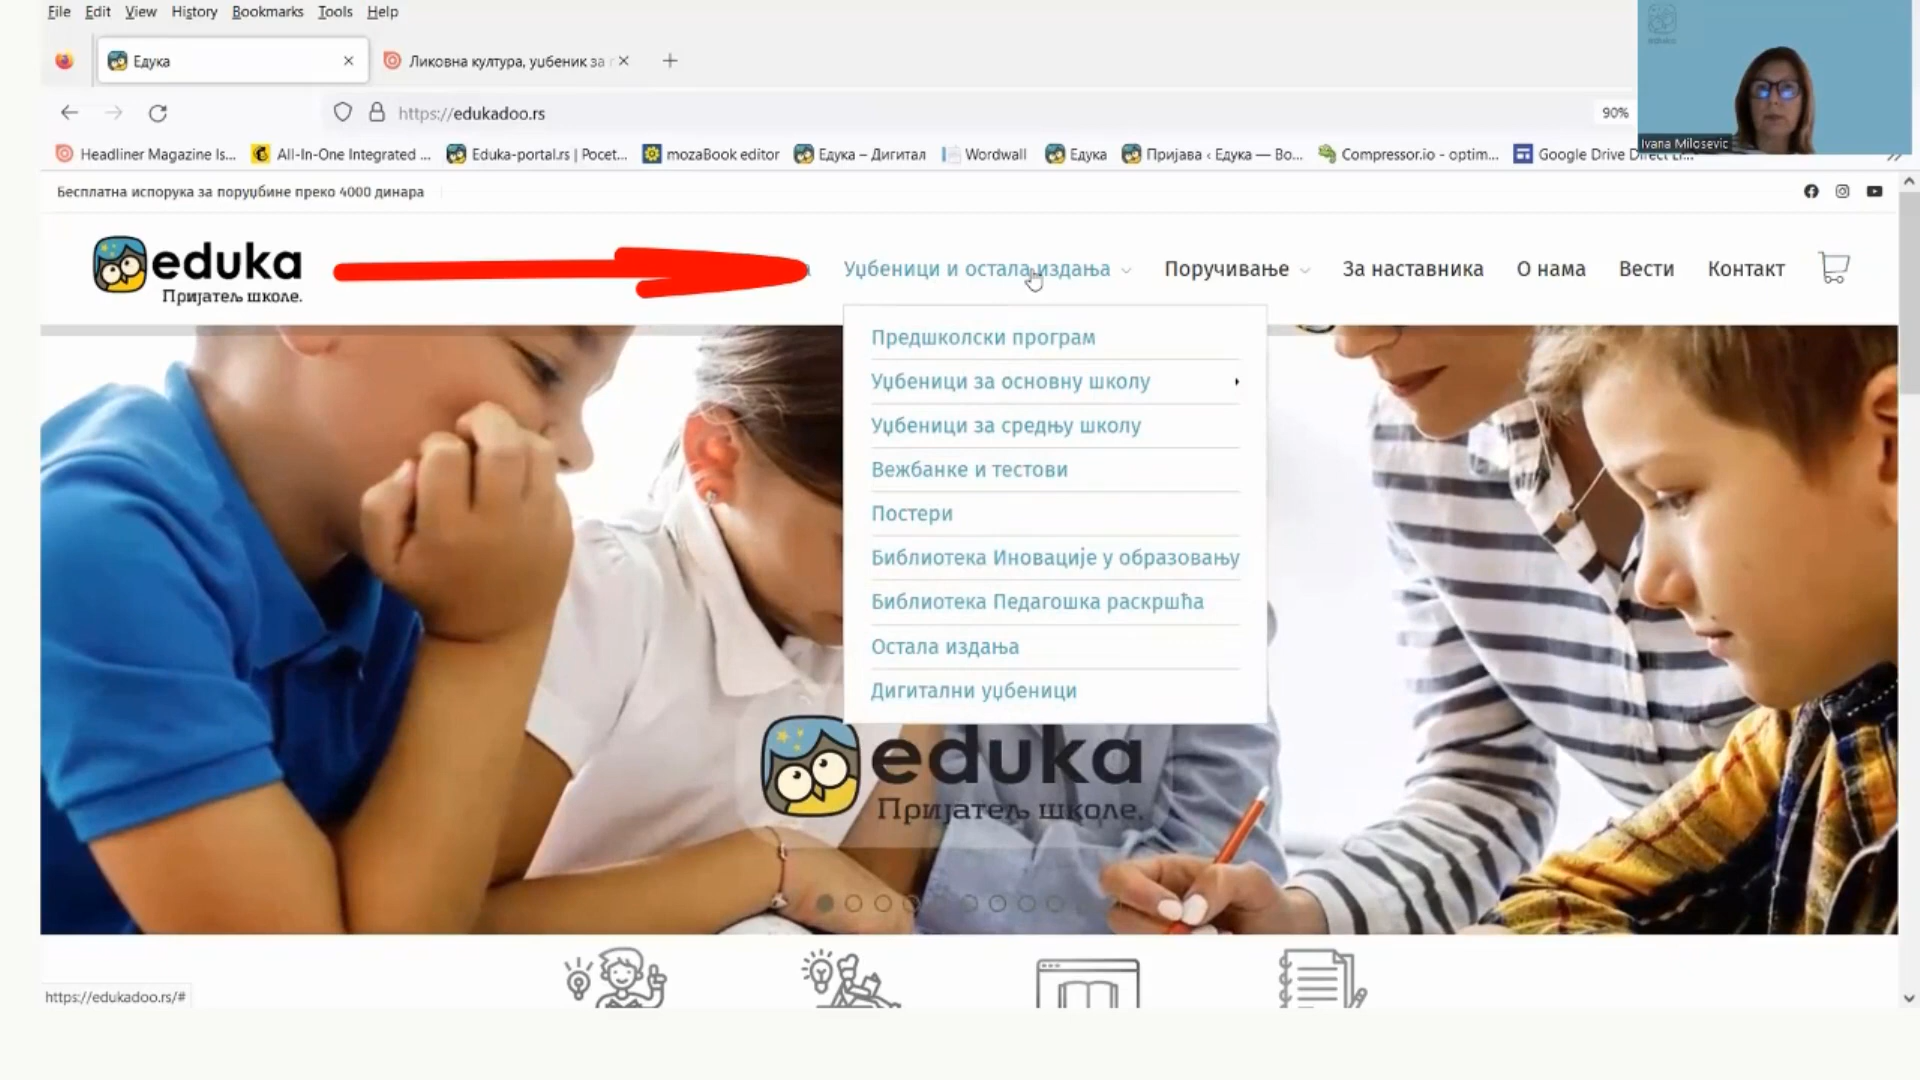 File Edit View History Bookmarks Tools Help
Едука
Ликовна култура, уџбеник за
https://edukadoo.rs
90%
Headliner Magazine Is...
All-In-One Integrated ...
Eduka-portal.rs | Pocet...
mozaBook editor
Едука – Дигитал
Wordwall
Едука
Пријава ‹ Едука — Во...
Compressor.io - optim...
Google Drive Direct Li...
eduka
Ivana Milosevic
Бесплатна испорука за поруџбине преко 4000 динара
eduka
Пријатељ школе.
Уџбеници и остала издања
Поручивање
За наставника
О нама
Вести
Контакт
Предшколски програм
Уџбеници за основну школу
Уџбеници за средњу школу
Вежбанке и тестови
Постери
Библиотека Иновације у образовању
Библиотека Педагошка раскршћа
Остала издања
Дигитални уџбеници
eduka
Пријатељ школе.
https://edukadoo.rs/#